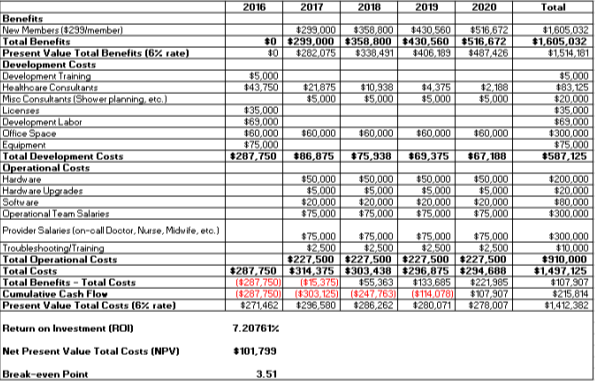 2016 2017 2018 2019 2020 Total
Benefits
New Members ($299/member) $299,000 $358,800 $430,560 $516,672 $1,605,032
Total Benefits $0 $299,000 $358,800 $430,560 $516,672 $1,605,032
Present Value Total Benefits (6% rate) $0 $282,075 $338,491 $406,189 $487,426 $1,514,181
Development Costs
Development Training $5,000 $5,000
Healthcare Consultants $43,750 $21,875 $10,938 $4,375 $2,188 $83,125
Misc Consultants (Shower planning, etc.) $5,000 $5,000 $5,000 $5,000 $20,000
Licenses $35,000 $35,000
Development Labor $69,000 $69,000
Office Space $60,000 $60,000 $60,000 $60,000 $60,000 $300,000
Equipment $75,000 $75,000
Total Development Costs $287,750 $86,875 $75,938 $69,375 $67,188 $587,125
Operational Costs
Hardware $50,000 $50,000 $50,000 $50,000 $200,000
Hardware Upgrades $5,000 $5,000 $5,000 $5,000 $20,000
Software $20,000 $20,000 $20,000 $20,000 $80,000
Operational Team Salaries $75,000 $75,000 $75,000 $75,000 $300,000
Provider Salaries (on-call Doctor, Nurse, Midwife, etc.) $75,000 $75,000 $75,000 $75,000 $300,000
Troubleshooting/Training $2,500 $2,500 $2,500 $2,500 $10,000
Total Operational Costs $227,500 $227,500 $227,500 $227,500 $910,000
Total Costs $287,750 $314,375 $303,438 $296,875 $294,688 $1,497,125
Total Benefits - Total Costs ($287,750) ($15,375) $55,363 $133,685 $221,985 $107,907
Cumulative Cash Flow ($287,750) ($303,125) ($247,763) ($114,078) $107,907 $215,814
Present Value Total Costs (6% rate) $271,462 $296,580 $286,262 $280,071 $278,007 $1,412,382
Return on Investment (ROI) 7.20761%
Net Present Value Total Costs (NPV) $101,799
Break-even Point 3.51